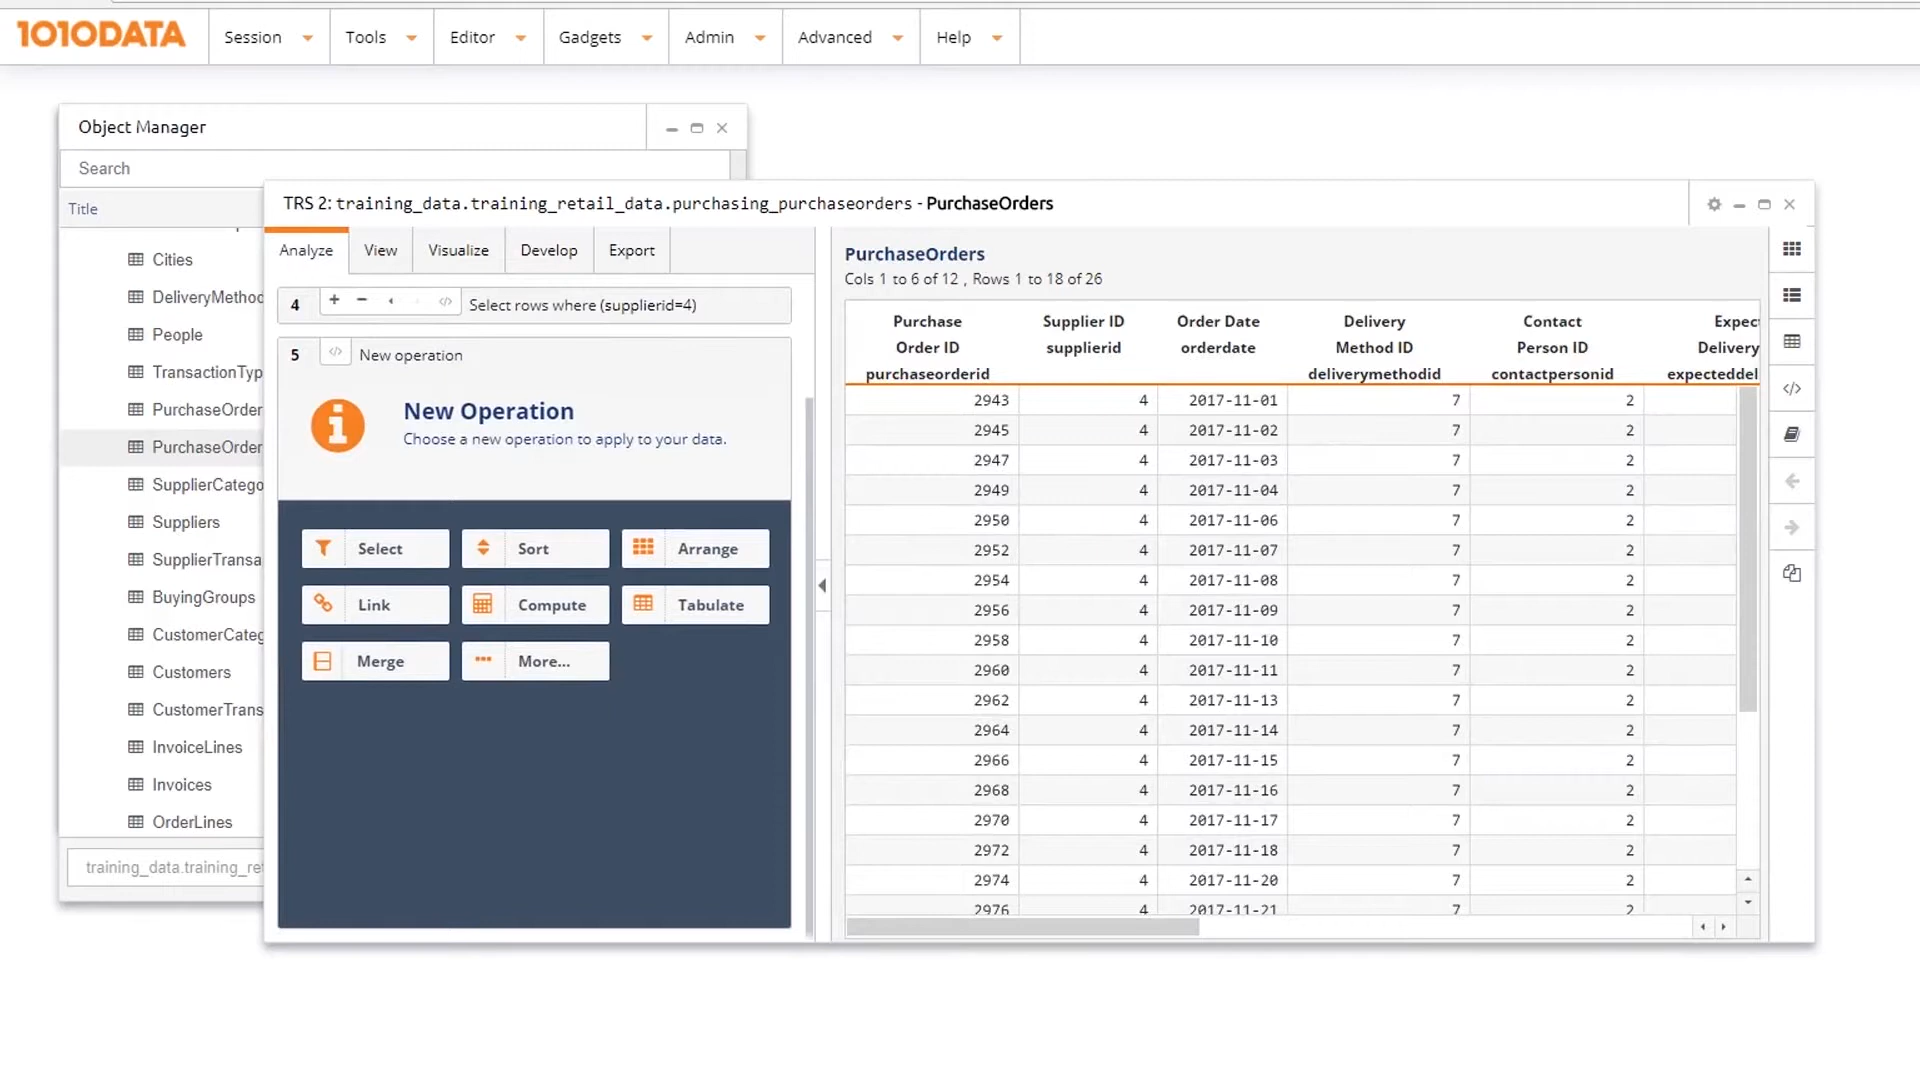 1010DATA
Session
Tools
Editor
Gadgets
Admin
Advanced
Help
Object Manager
Search
Title
Cities
DeliveryMethod
People
TransactionTyp
PurchaseOrder
PurchaseOrder
SupplierCatego
Suppliers
SupplierTransa
BuyingGroups
CustomerCateg
Customers
CustomerTrans
InvoiceLines
Invoices
OrderLines
training_data.training_ret
TRS 2: training_data.training_retail_data.purchasing_purchaseorders - PurchaseOrders
Analyze
View
Visualize
Develop
Export
4 Select rows where (supplierid=4)
5 New operation
New Operation
Choose a new operation to apply to your data.
Select
Sort
Arrange
Link
Compute
Tabulate
Merge
More...
PurchaseOrders
Cols 1 to 6 of 12 , Rows 1 to 18 of 26
Purchase Order ID purchaseorderid
Supplier ID supplierid
Order Date orderdate
Delivery Method ID deliverymethodid
Contact Person ID contactpersonid
Expec Delivery expecteddel
2943 4 2017-11-01 7 2
2945 4 2017-11-02 7 2
2947 4 2017-11-03 7 2
2949 4 2017-11-04 7 2
2950 4 2017-11-06 7 2
2952 4 2017-11-07 7 2
2954 4 2017-11-08 7 2
2956 4 2017-11-09 7 2
2958 4 2017-11-10 7 2
2960 4 2017-11-11 7 2
2962 4 2017-11-13 7 2
2964 4 2017-11-14 7 2
2966 4 2017-11-15 7 2
2968 4 2017-11-16 7 2
2970 4 2017-11-17 7 2
2972 4 2017-11-18 7 2
2974 4 2017-11-20 7 2
2976 4 2017-11-21 7 2